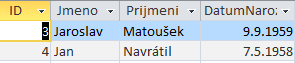 ID Jmeno Prijmeni DatumNaroz
3 Jaroslav Matoušek 9.9.1959
4 Jan Navrátil 7.5.1958